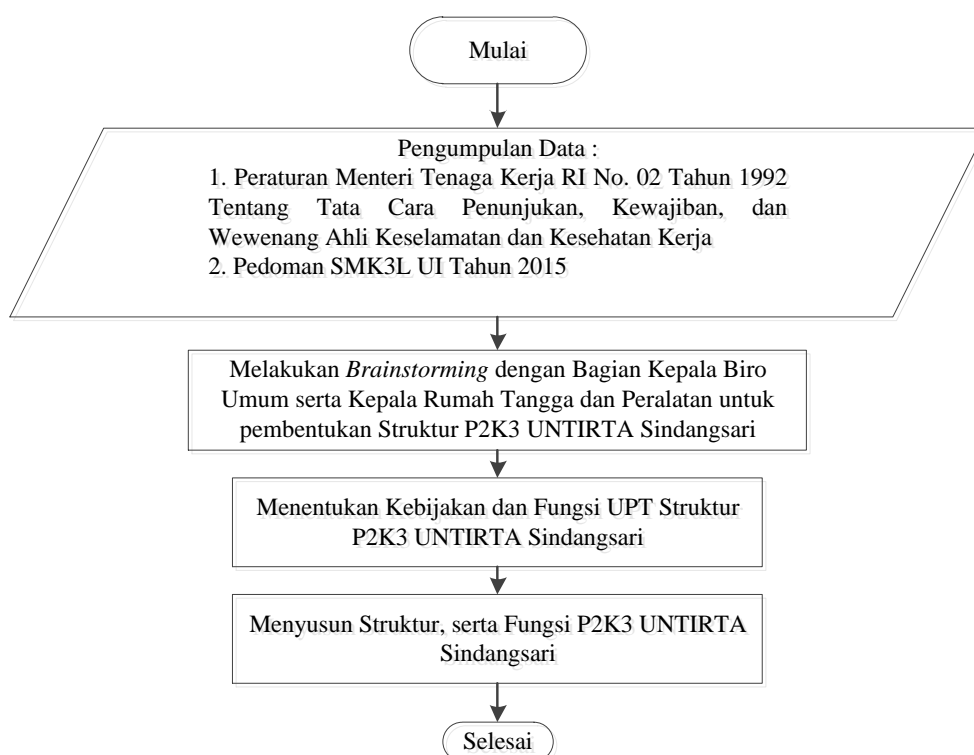 Mulai
Pengumpulan Data :
1. Peraturan Menteri Tenaga Kerja RI No. 02 Tahun 1992
Tentang Tata Cara Penunjukan, Kewajiban, dan
Wewenang Ahli Keselamatan dan Kesehatan Kerja
2. Pedoman SMK3L UI Tahun 2015
Melakukan Brainstorming dengan Bagian Kepala Biro
Umum serta Kepala Rumah Tangga dan Peralatan untuk
pembentukan Struktur P2K3 UNTIRTA Sindangsari
Menentukan Kebijakan dan Fungsi UPT Struktur
P2K3 UNTIRTA Sindangsari
Menyusun Struktur, serta Fungsi P2K3 UNTIRTA
Sindangsari
Selesai